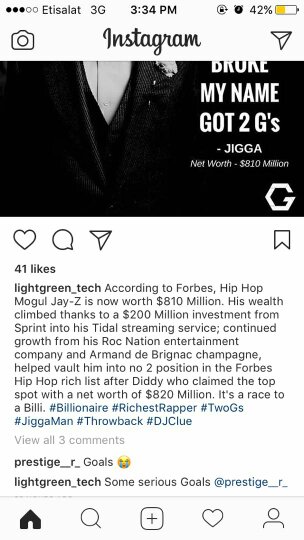 Etisalat 3G 3:34 PM 42%
Instagram
BROKE
MY NAME
GOT 2 G's
- JIGGA
Net Worth - $810 Million
G
41 likes
lightgreen_tech According to Forbes, Hip Hop
Mogul Jay-Z is now worth $810 Million. His wealth
climbed thanks to a $200 Million investment from
Sprint into his Tidal streaming service; continued
growth from his Roc Nation entertainment
company and Armand de Brignac champagne,
helped vault him into no 2 position in the Forbes
Hip Hop rich list after Diddy who claimed the top
spot with a net worth of $820 Million. It's a race to
a Billi. #Billionaire #RichestRapper #TwoGs
#JiggaMan #Throwback #DJClue
View all 3 comments
prestige__r_ Goals 😭
lightgreen_tech Some serious Goals @prestige__r_